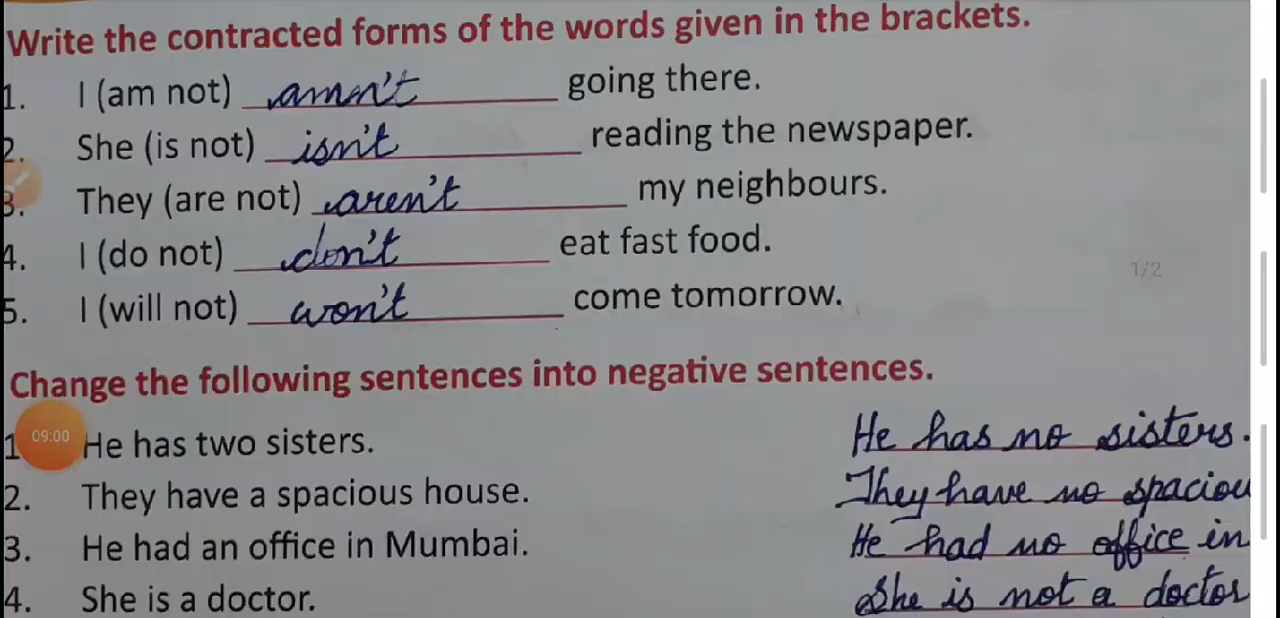 Write the contracted forms of the words given in the brackets.
1. I (am not) amn't going there.
2. She (is not) isn't reading the newspaper.
3. They (are not) aren't my neighbours.
4. I (do not) don't eat fast food.
1/2
5. I (will not) won't come tomorrow.
Change the following sentences into negative sentences.
09:00
1 He has two sisters. He has no sisters.
2. They have a spacious house. They have no spaciou
3. He had an office in Mumbai. He had no office in
4. She is a doctor. She is not a doctor